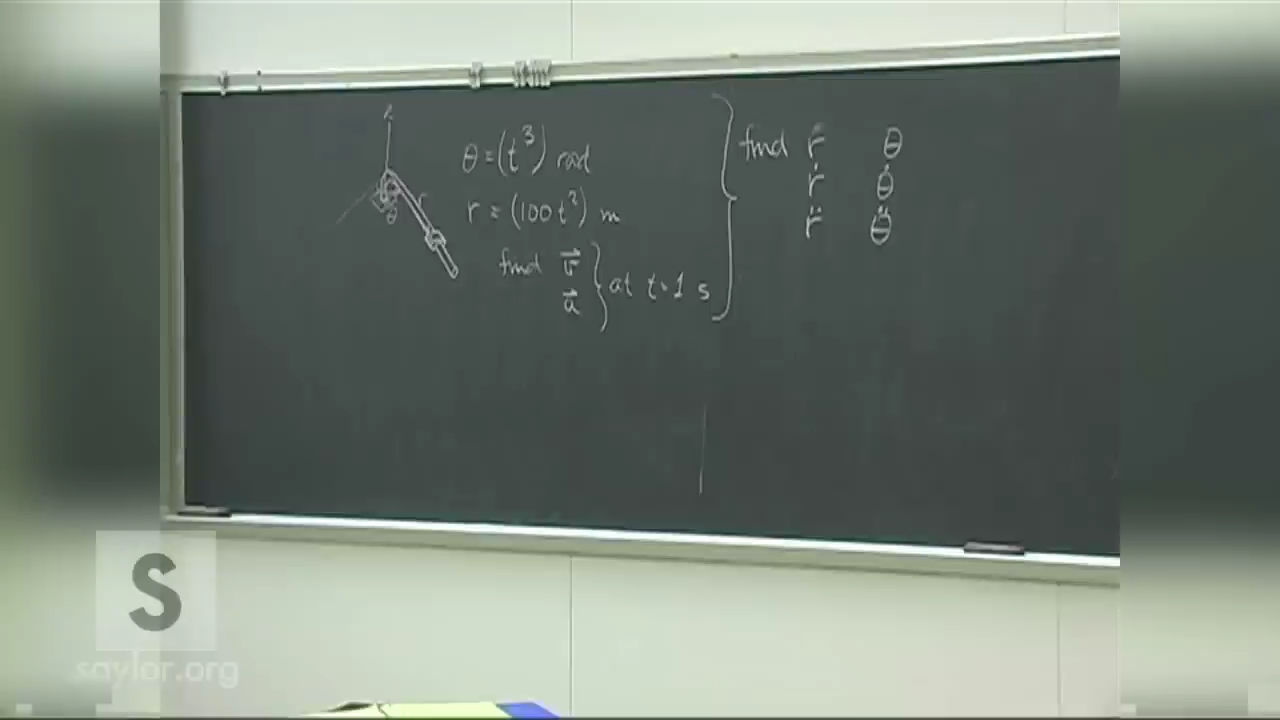 θ = (t³) rad
r = (100 t²) m
find v⃗
a⃗ } at t = 1 s
find r θ
ṙ θ̇
r̈ θ̈
r
θ
S
saylor.org